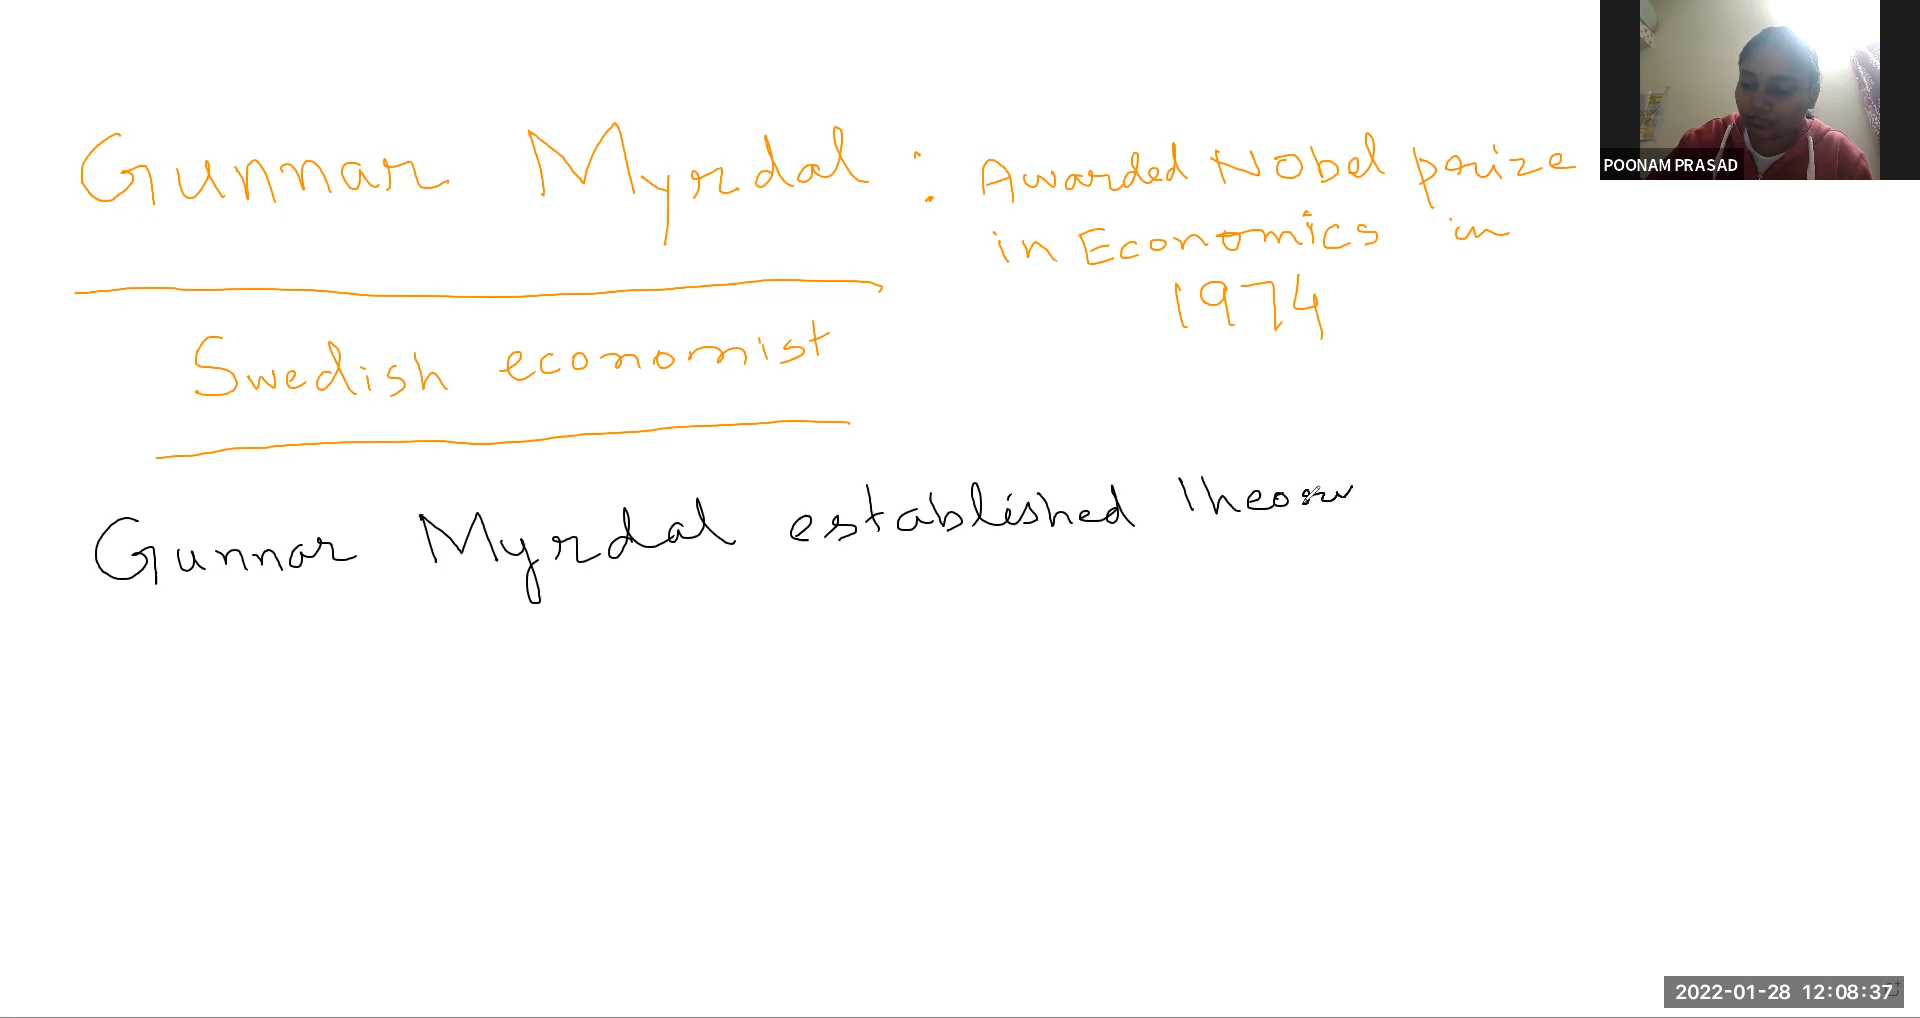 Gunnar Myrdal : Awarded Nobel prize
in Economics in
1974
Swedish economist
Gunnar Myrdal established Theory
POONAM PRASAD
2022-01-28 12:08:37